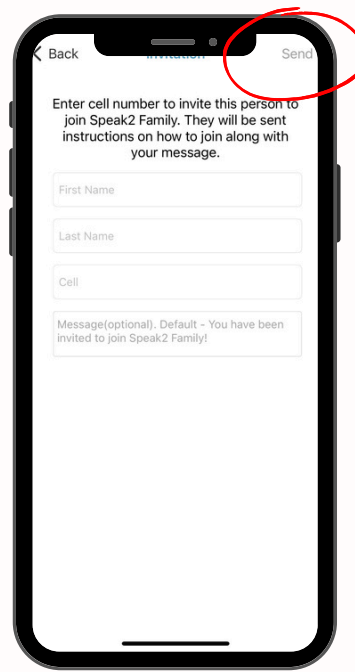 Back
Invitation
Send
Enter cell number to invite this person to
join Speak2 Family. They will be sent
instructions on how to join along with
your message.
First Name
Last Name
Cell
Message(optional). Default - You have been
invited to join Speak2 Family!